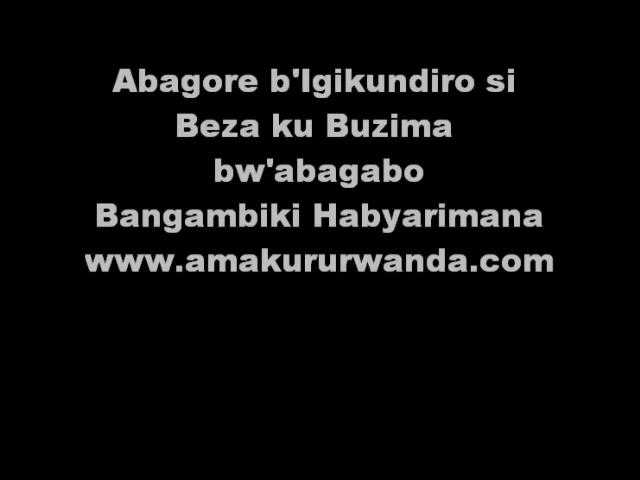 Abagore b'Igikundiro si
Beza ku Buzima
bw'abagabo
Bangambiki Habyarimana
www.amakururwanda.com